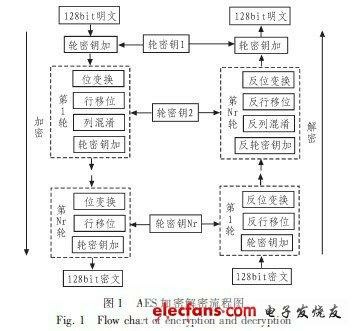 128bit明文
128bit明文
轮密钥加
轮密钥1
轮密钥加
加密
第1轮
位变换
行移位
列混淆
轮密钥加
轮密钥2
第Nr轮
反位变换
反行移位
反列混淆
反轮密钥加
解密
第Nr轮
位变换
行移位
轮密钥加
轮密钥Nr
第1轮
反位变换
反行移位
轮密钥加
128bit密文
128bit密文
图1 AES加密解密流程图
elecfans.com 电子发烧友
Fig. 1 Flow chart of encryption and decryption